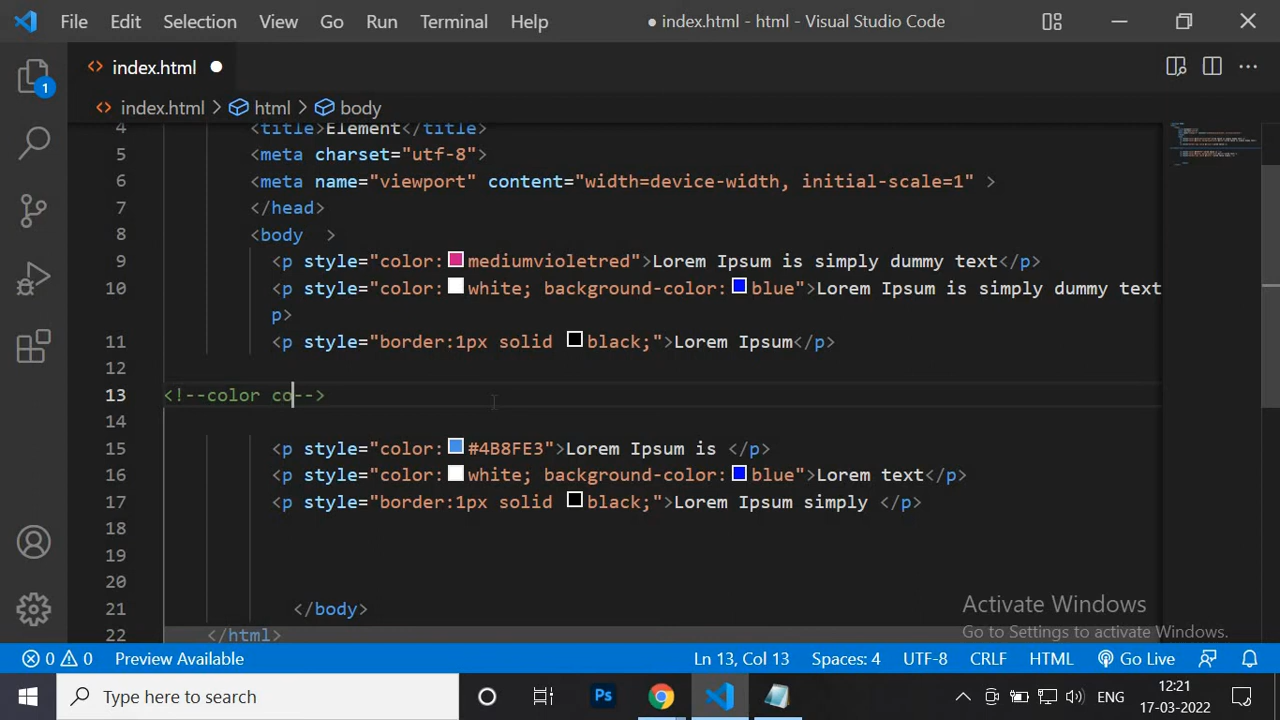 File Edit Selection View Go Run Terminal Help ● index.html - html - Visual Studio Code
index.html
index.html > html > body
4 <title>Element</title>
5 <meta charset="utf-8">
6 <meta name="viewport" content="width=device-width, initial-scale=1" >
7 </head>
8 <body  >
9 <p style="color:mediumvioletred">Lorem Ipsum is simply dummy text</p>
10 <p style="color:white; background-color:blue">Lorem Ipsum is simply dummy text
p>
11 <p style="border:1px solid black;">Lorem Ipsum</p>
12
13 <!--color co-->
14
15 <p style="color:#4B8FE3">Lorem Ipsum is </p>
16 <p style="color:white; background-color:blue">Lorem text</p>
17 <p style="border:1px solid black;">Lorem Ipsum simply </p>
18
19
20
21 </body>
22 </html>
1
Activate Windows
Go to Settings to activate Windows.
0 0 Preview Available Ln 13, Col 13 Spaces: 4 UTF-8 CRLF HTML Go Live
Type here to search Ps ENG 12:21
17-03-2022